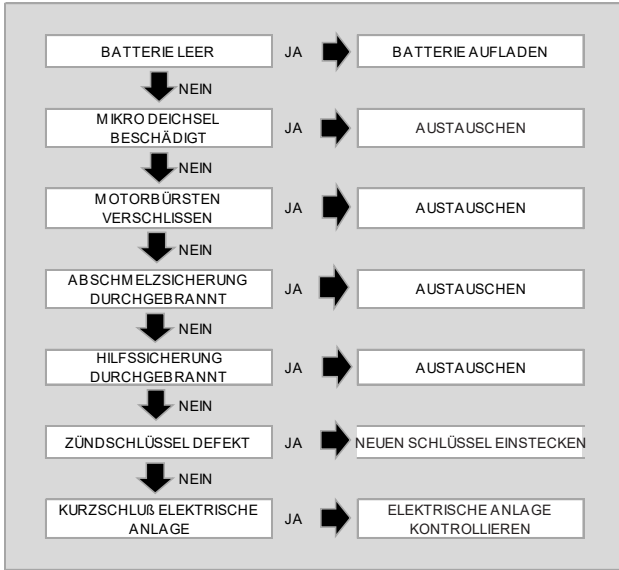 BATTERIE LEER JA BATTERIE AUFLADEN
NEIN
MIKRO DEICHSEL
BESCHÄDIGT
JA
AUSTAUSCHEN
NEIN
MOTORBÜRSTEN
VERSCHLISSEN
JA
AUSTAUSCHEN
NEIN
ABSCHMELZSICHERUNG
DURCHGEBRANNT
JA
AUSTAUSCHEN
NEIN
HILFSSICHERUNG
DURCHGEBRANNT
JA
AUSTAUSCHEN
NEIN
ZÜNDSCHLÜSSEL DEFEKT JA NEUEN SCHLÜSSEL EINSTECKEN
NEIN
KURZSCHLUß ELEKTRISCHE
ANLAGE
JA
ELEKTRISCHE ANLAGE
KONTROLLIEREN